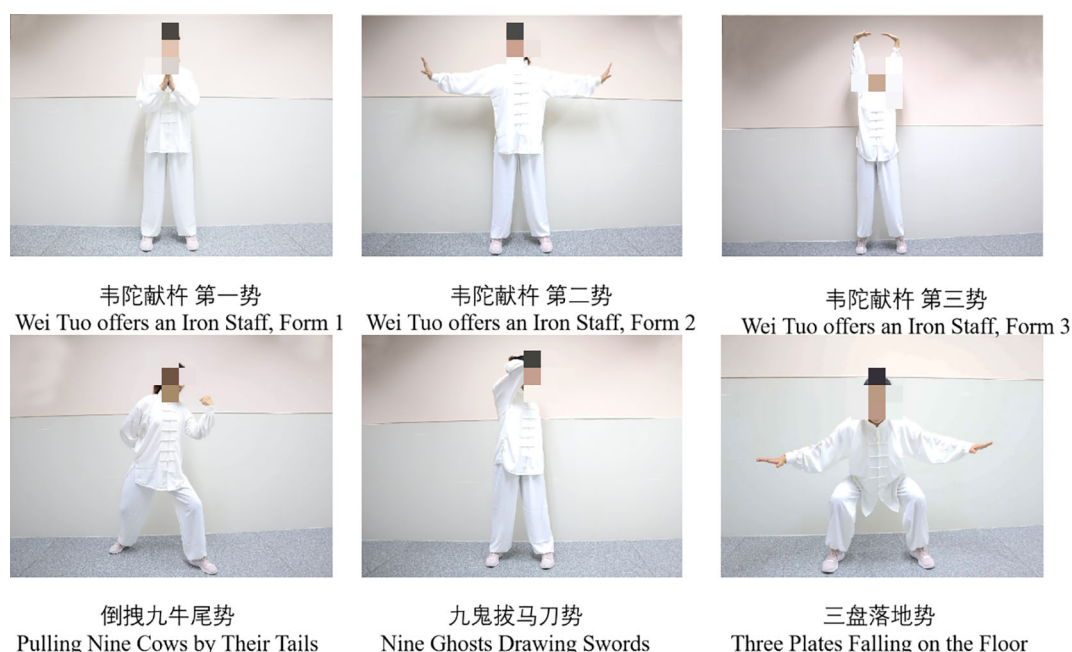 韦陀献杵 第一势
Wei Tuo offers an Iron Staff, Form 1
韦陀献杵 第二势
Wei Tuo offers an Iron Staff, Form 2
韦陀献杵 第三势
Wei Tuo offers an Iron Staff, Form 3
倒拽九牛尾势
Pulling Nine Cows by Their Tails
九鬼拔马刀势
Nine Ghosts Drawing Swords
三盘落地势
Three Plates Falling on the Floor